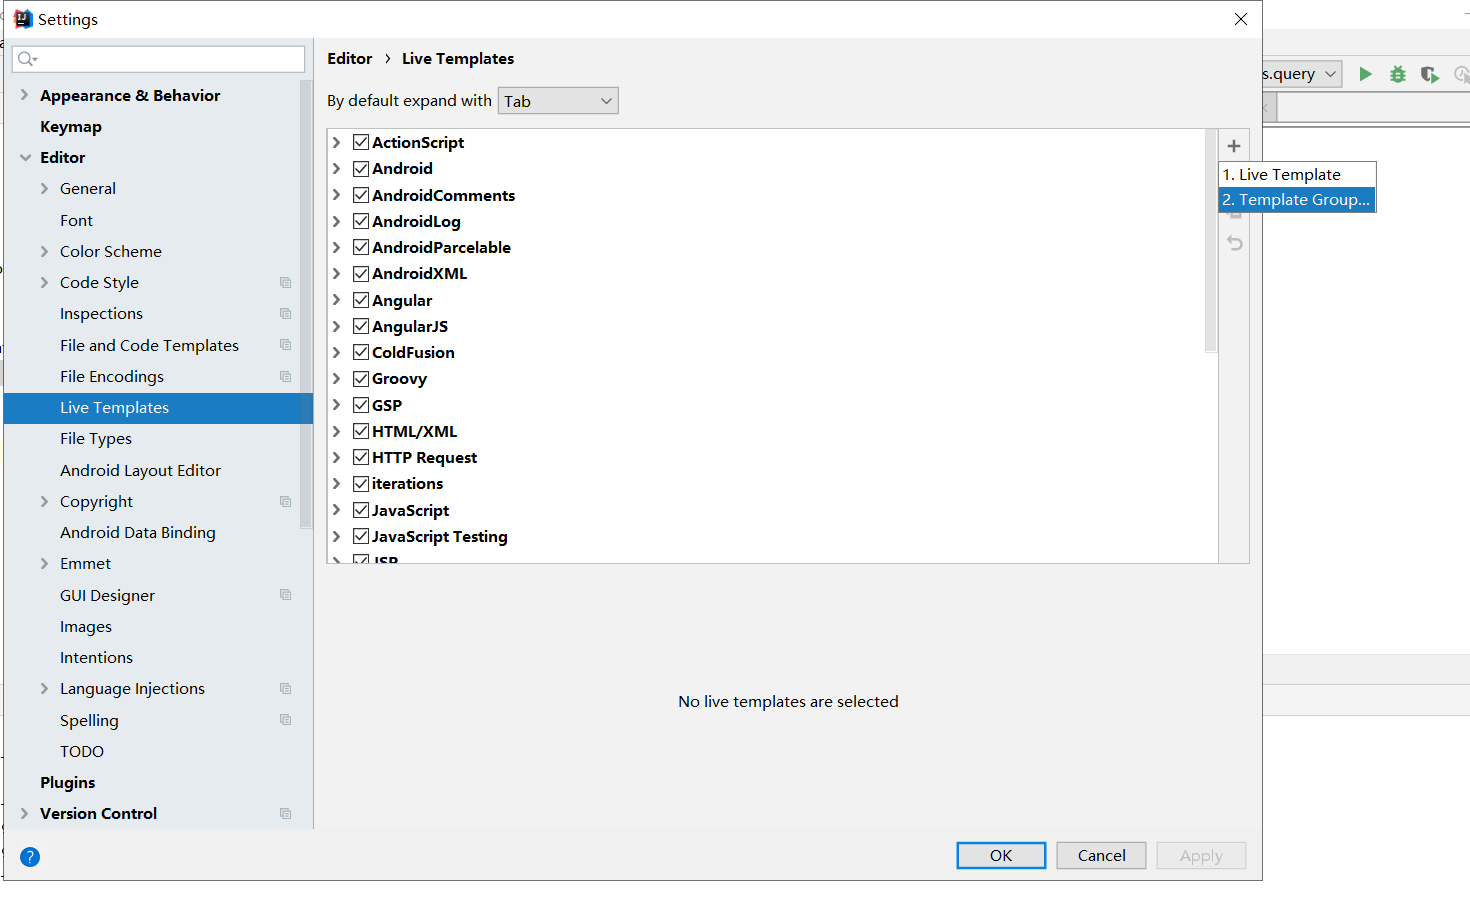 Settings
Editor › Live Templates
By default expand with Tab
Appearance & Behavior
Keymap
Editor
General
Font
Color Scheme
Code Style
Inspections
File and Code Templates
File Encodings
Live Templates
File Types
Android Layout Editor
Copyright
Android Data Binding
Emmet
GUI Designer
Images
Intentions
Language Injections
Spelling
TODO
Plugins
Version Control
ActionScript
Android
AndroidComments
AndroidLog
AndroidParcelable
AndroidXML
Angular
AngularJS
ColdFusion
Groovy
GSP
HTML/XML
HTTP Request
iterations
JavaScript
JavaScript Testing
JSP
1. Live Template
2. Template Group...
No live templates are selected
OK
Cancel
Apply
s.query